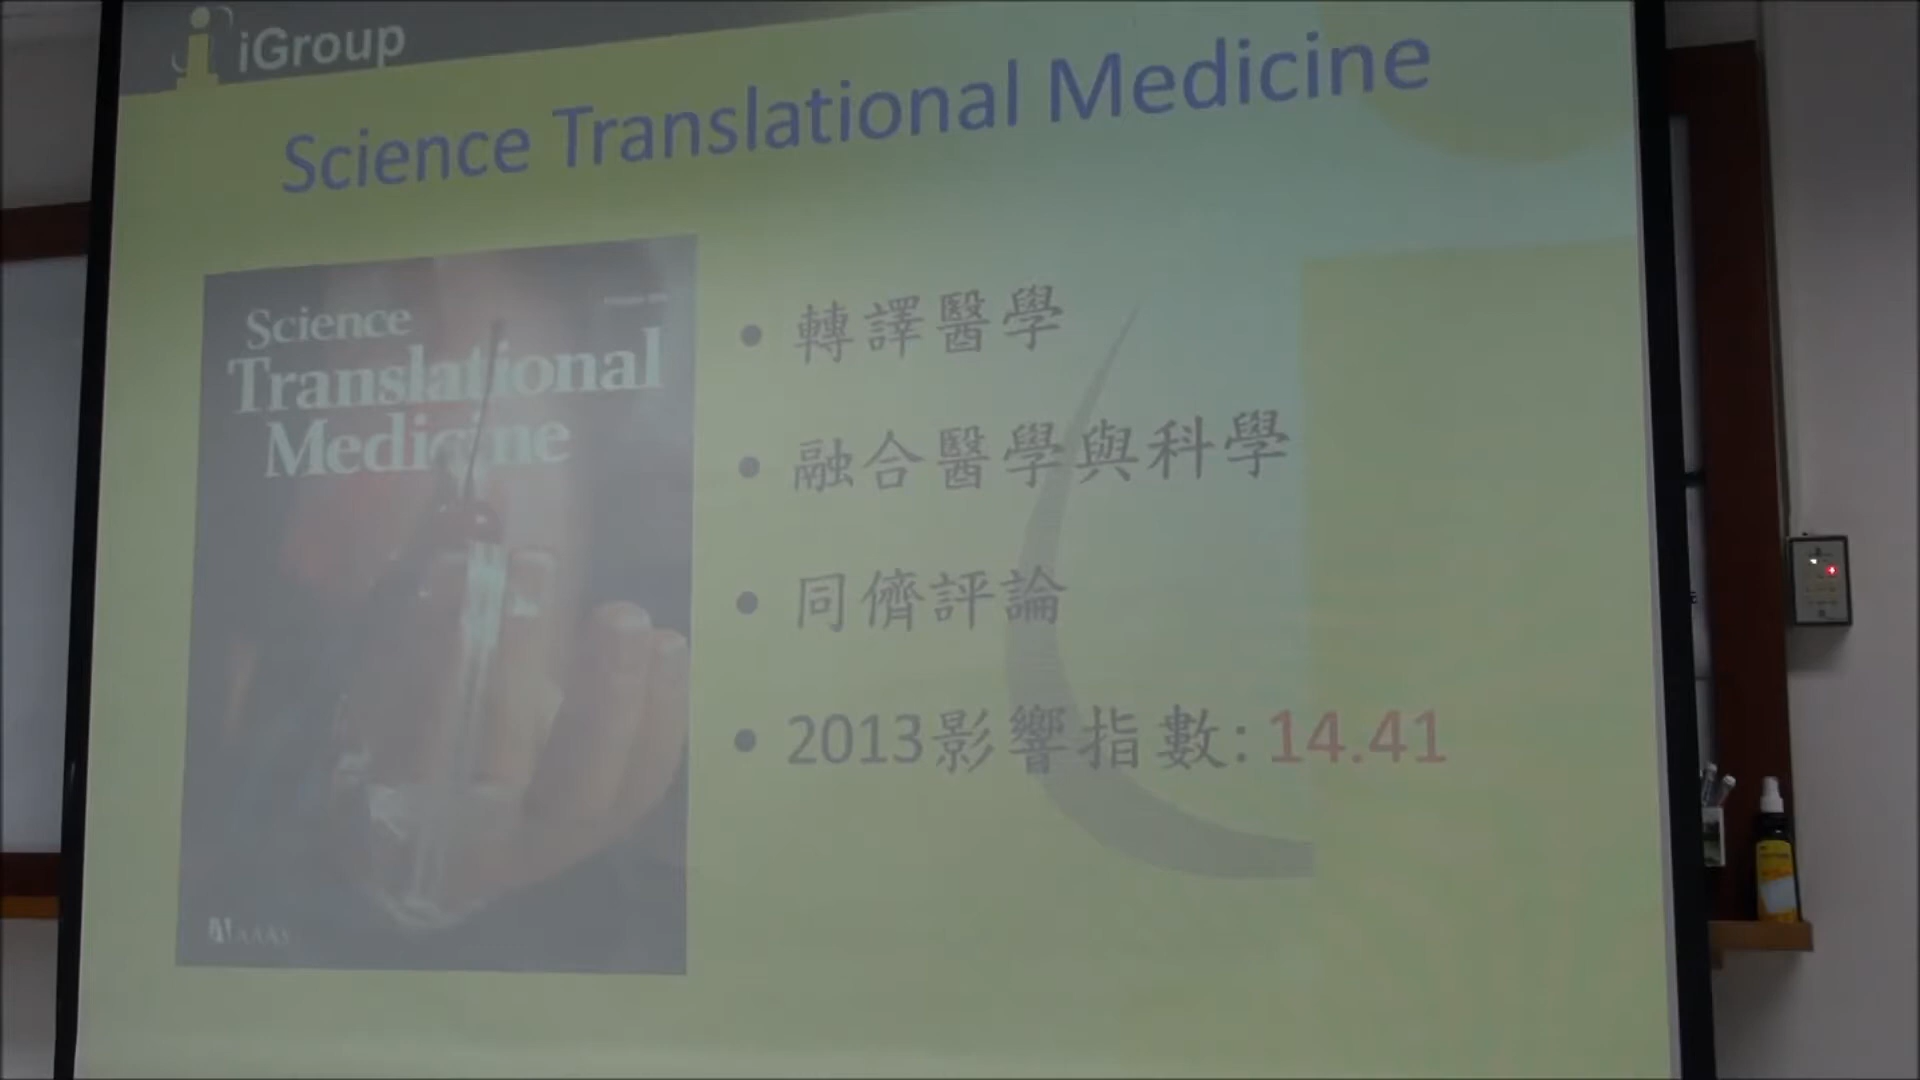 iGroup
Science Translational Medicine
Science
Translational
Medicine
AAAS
• 轉譯醫學
• 融合醫學與科學
• 同儕評論
• 2013影響指數: 14.41